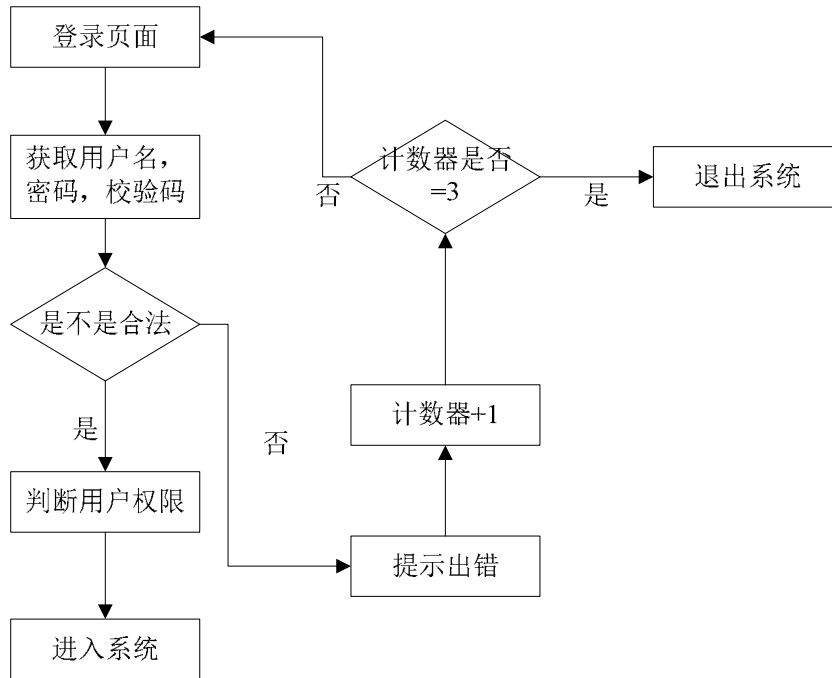 登录页面
获取用户名，
密码，校验码
是不是合法
是
判断用户权限
进入系统
否
提示出错
计数器+1
计数器是否
=3
否
是
退出系统